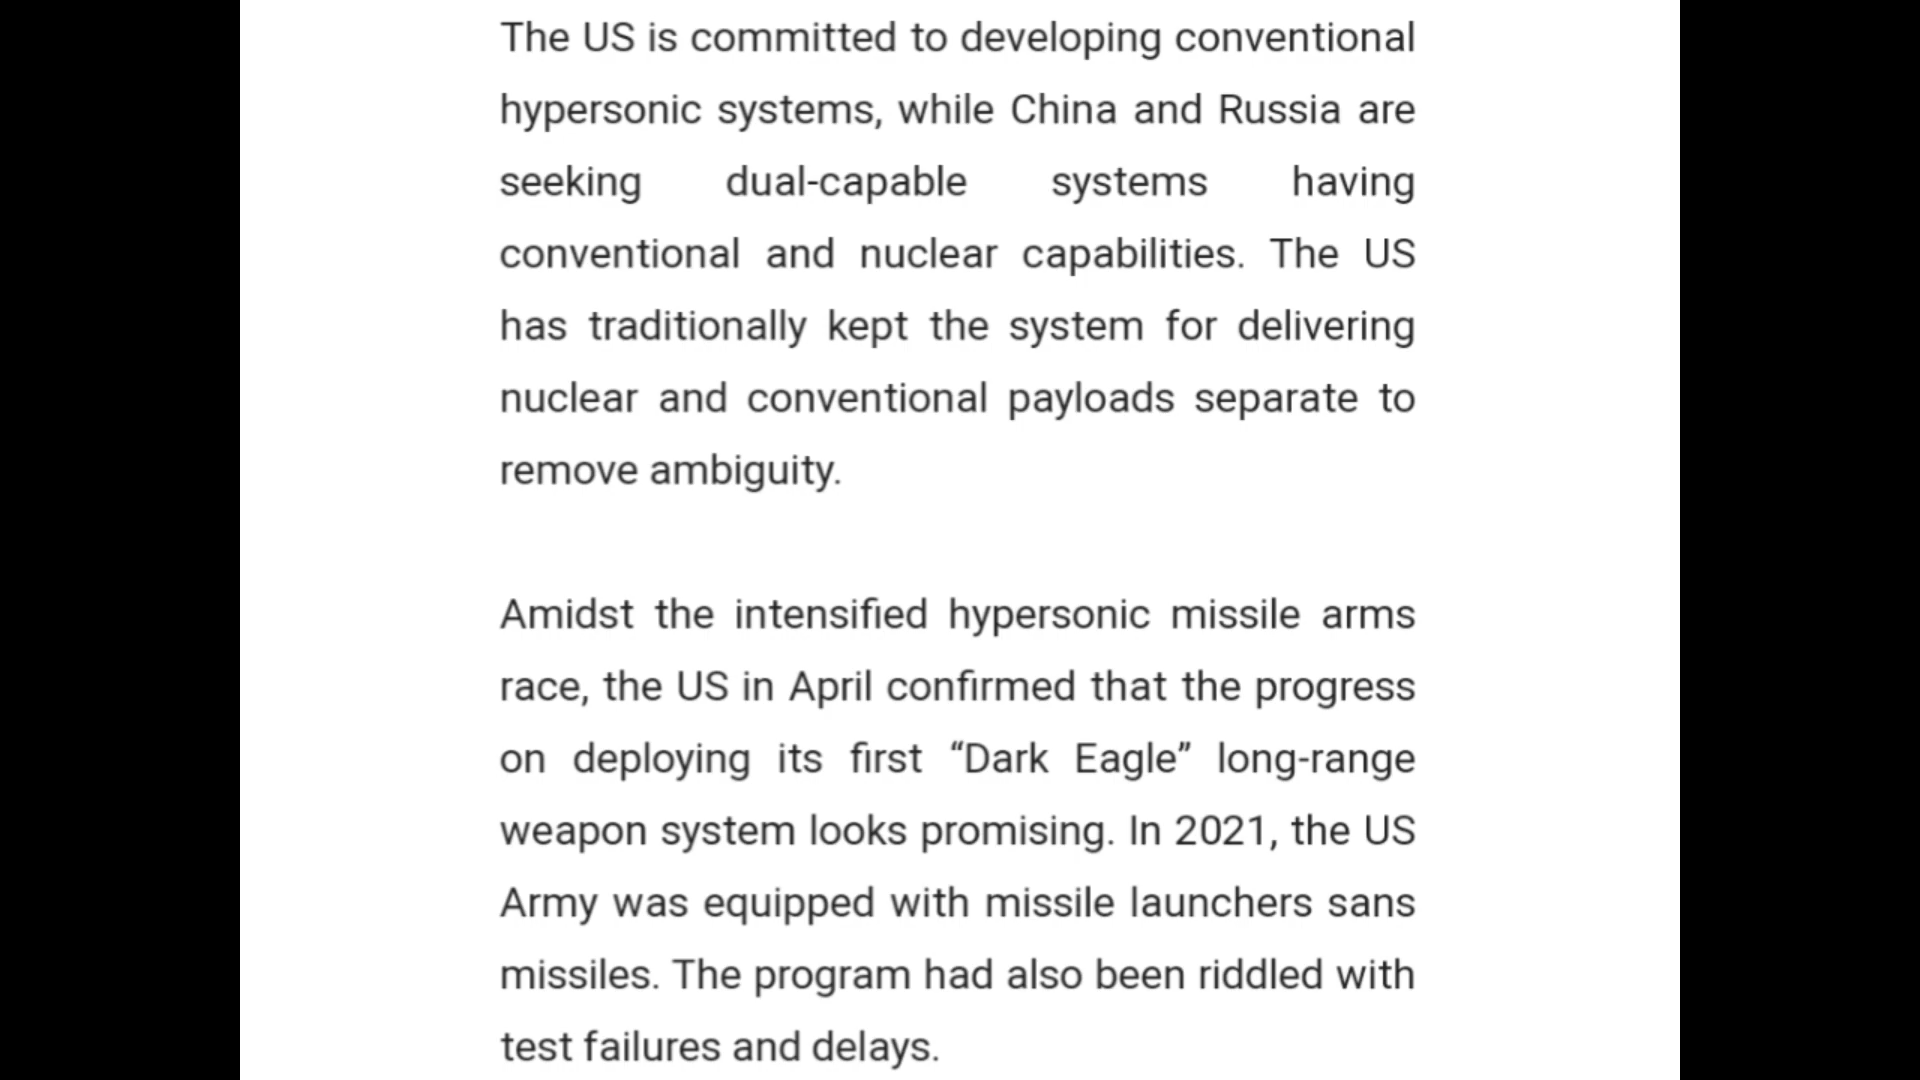 The US is committed to developing conventional
hypersonic systems, while China and Russia are
seeking dual-capable systems having
conventional and nuclear capabilities. The US
has traditionally kept the system for delivering
nuclear and conventional payloads separate to
remove ambiguity.
Amidst the intensified hypersonic missile arms
race, the US in April confirmed that the progress
on deploying its first “Dark Eagle” long-range
weapon system looks promising. In 2021, the US
Army was equipped with missile launchers sans
missiles. The program had also been riddled with
test failures and delays.